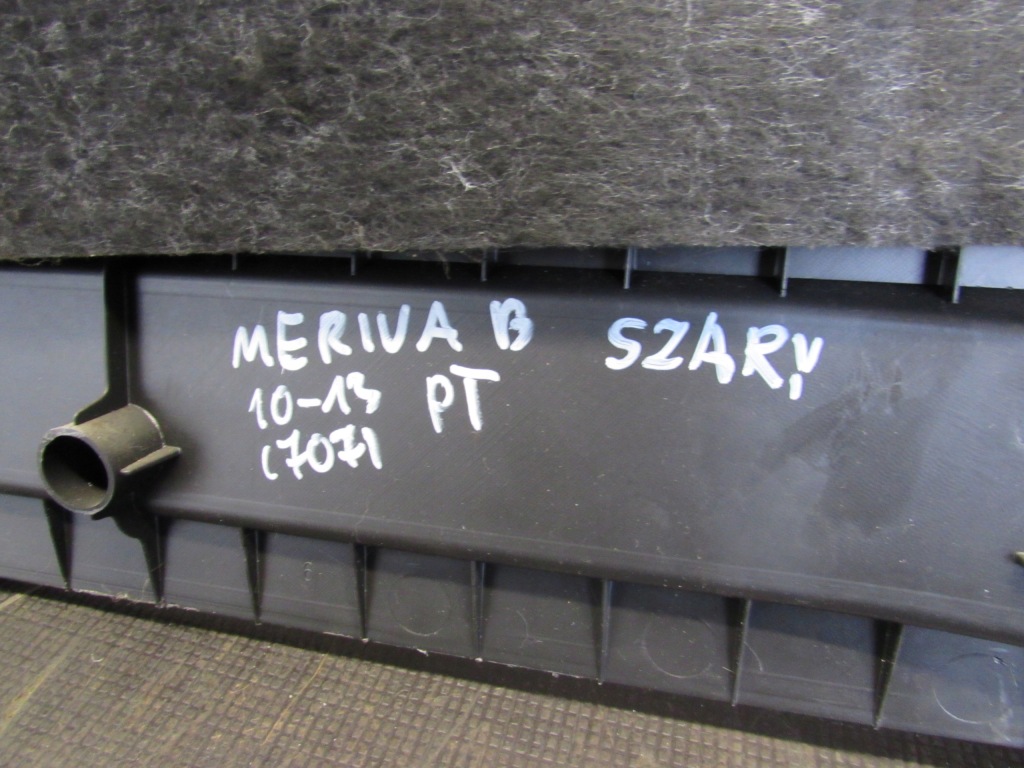 MERIVA B SZARY
10-13 PT
(707)